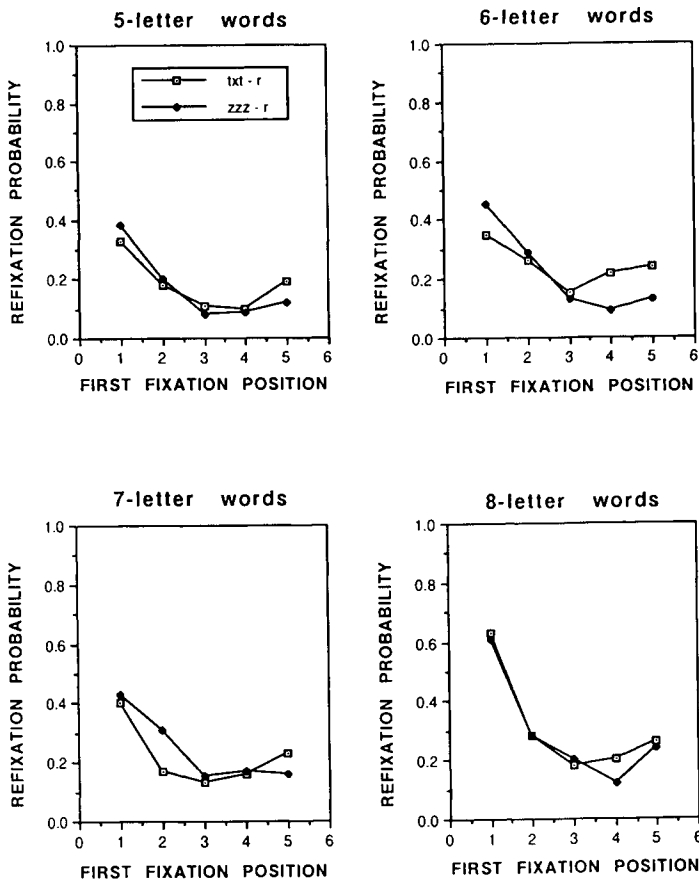 5-letter words
REFIXATION PROBABILITY
1.0
0.8
0.6
0.4
0.2
0.0
txt - r
zzz - r
0 1 2 3 4 5 6
FIRST FIXATION POSITION
6-letter words
REFIXATION PROBABILITY
1.0
0.8
0.6
0.4
0.2
0.0
0 1 2 3 4 5 6
FIRST FIXATION POSITION
7-letter words
REFIXATION PROBABILITY
1.0
0.8
0.6
0.4
0.2
0.0
0 1 2 3 4 5 6
FIRST FIXATION POSITION
8-letter words
REFIXATION PROBABILITY
1.0
0.8
0.6
0.4
0.2
0.0
0 1 2 3 4 5 6
FIRST FIXATION POSITION